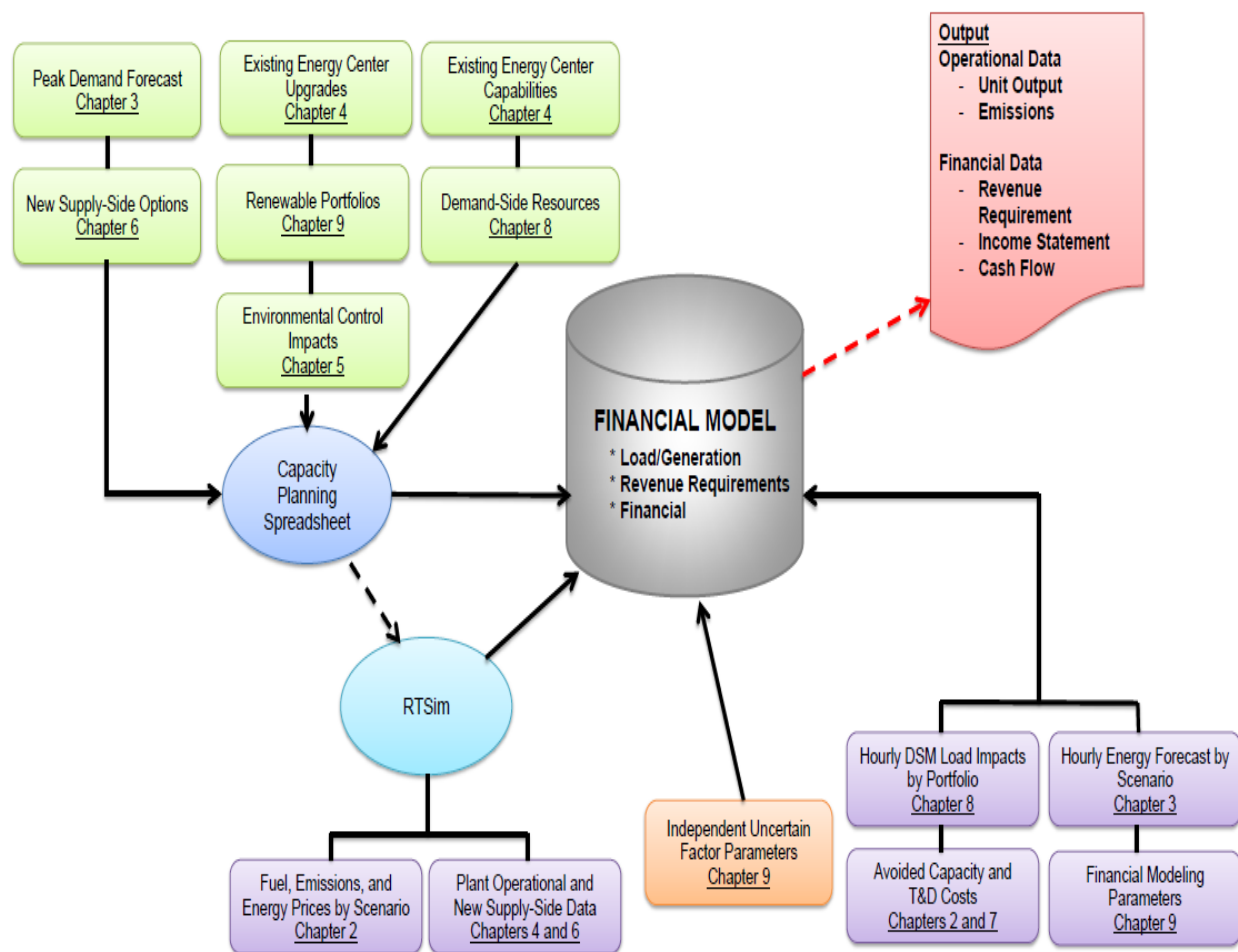 Peak Demand Forecast
Chapter 3
Existing Energy Center
Upgrades
Chapter 4
Existing Energy Center
Capabilities
Chapter 4
Output
Operational Data
- Unit Output
- Emissions
Financial Data
- Revenue
Requirement
- Income Statement
- Cash Flow
New Supply-Side Options
Chapter 6
Renewable Portfolios
Chapter 9
Demand-Side Resources
Chapter 8
Environmental Control
Impacts
Chapter 5
Capacity
Planning
Spreadsheet
FINANCIAL MODEL
* Load/Generation
* Revenue Requirements
* Financial
RTSim
Fuel, Emissions, and
Energy Prices by Scenario
Chapter 2
Plant Operational and
New Supply-Side Data
Chapters 4 and 6
Independent Uncertain
Factor Parameters
Chapter 9
Hourly DSM Load Impacts
by Portfolio
Chapter 8
Hourly Energy Forecast by
Scenario
Chapter 3
Avoided Capacity and
T&D Costs
Chapters 2 and 7
Financial Modeling
Parameters
Chapter 9